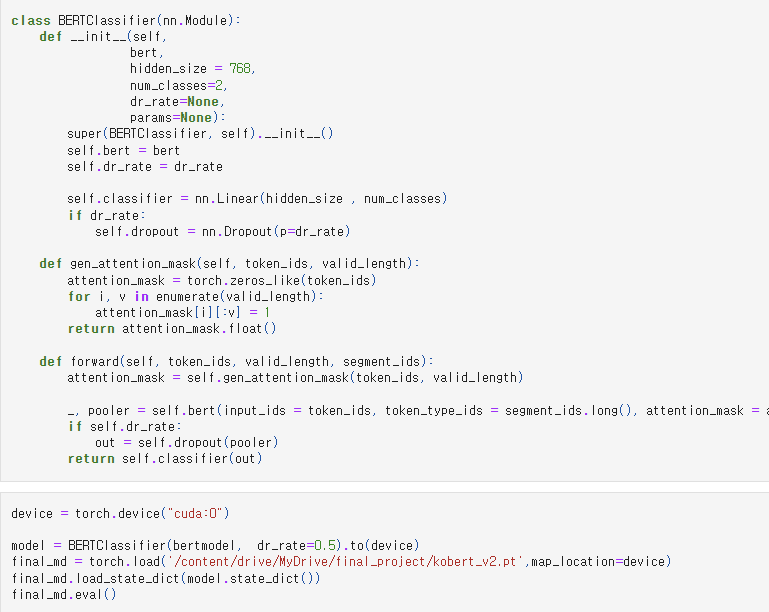 class BERTClassifier(nn.Module):
    def __init__(self,
                 bert,
                 hidden_size = 768,
                 num_classes=2,
                 dr_rate=None,
                 params=None):
        super(BERTClassifier, self).__init__()
        self.bert = bert
        self.dr_rate = dr_rate
        self.classifier = nn.Linear(hidden_size , num_classes)
        if dr_rate:
            self.dropout = nn.Dropout(p=dr_rate)
    def gen_attention_mask(self, token_ids, valid_length):
        attention_mask = torch.zeros_like(token_ids)
        for i, v in enumerate(valid_length):
            attention_mask[i][:v] = 1
        return attention_mask.float()
    def forward(self, token_ids, valid_length, segment_ids):
        attention_mask = self.gen_attention_mask(token_ids, valid_length)
        _, pooler = self.bert(input_ids = token_ids, token_type_ids = segment_ids.long(), attention_mask =
        if self.dr_rate:
            out = self.dropout(pooler)
        return self.classifier(out)
device = torch.device("cuda:0")
model = BERTClassifier(bertmodel,  dr_rate=0.5).to(device)
final_md = torch.load('/content/drive/MyDrive/final_project/kobert_v2.pt',map_location=device)
final_md.load_state_dict(model.state_dict())
final_md.eval()